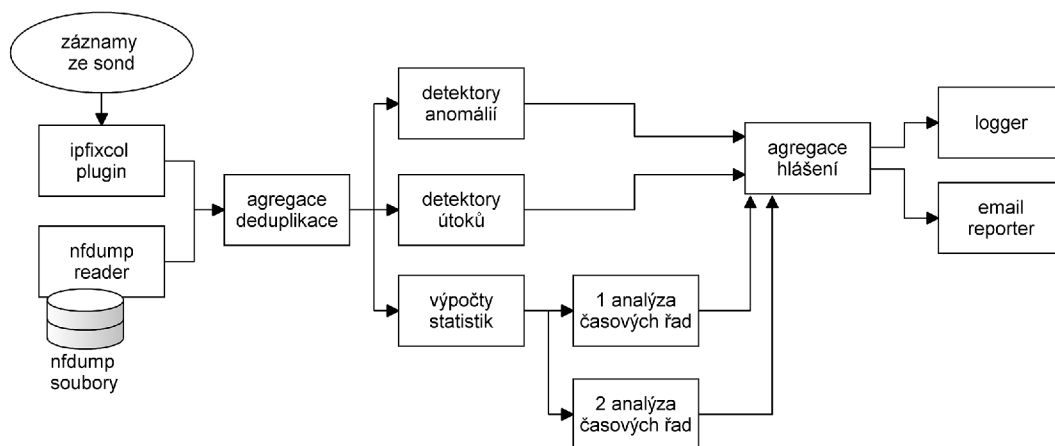 záznamy
ze sond
ipfixcol
plugin
nfdump
reader
nfdump
soubory
agregace
deduplikace
detektory
anomálií
detektory
útoků
výpočty
statistik
1 analýza
časových řad
2 analýza
časových řad
agregace
hlášení
logger
email
reporter